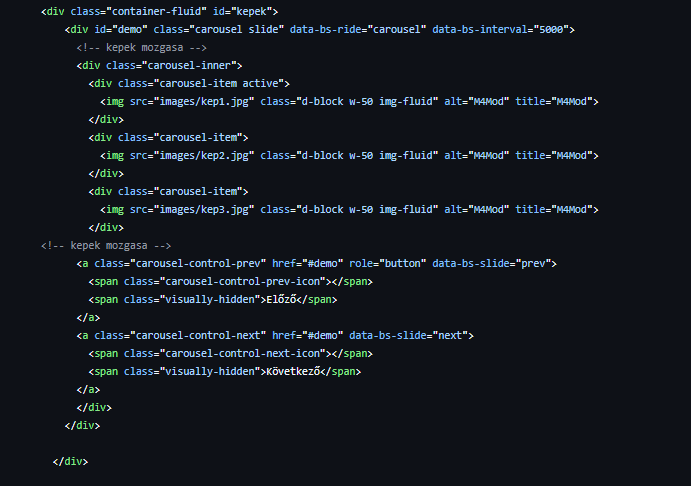 <div class="container-fluid" id="kepek">
<div id="demo" class="carousel slide" data-bs-ride="carousel" data-bs-interval="5000">
<!-- kepek mozgasa -->
<div class="carousel-inner">
<div class="carousel-item active">
<img src="images/kep1.jpg" class="d-block w-50 img-fluid" alt="M4Mod" title="M4Mod">
</div>
<div class="carousel-item">
<img src="images/kep2.jpg" class="d-block w-50 img-fluid" alt="M4Mod" title="M4Mod">
</div>
<div class="carousel-item">
<img src="images/kep3.jpg" class="d-block w-50 img-fluid" alt="M4Mod" title="M4Mod">
</div>
<!-- kepek mozgasa -->
<a class="carousel-control-prev" href="#demo" role="button" data-bs-slide="prev">
<span class="carousel-control-prev-icon"></span>
<span class="visually-hidden">Előző</span>
</a>
<a class="carousel-control-next" href="#demo" data-bs-slide="next">
<span class="carousel-control-next-icon"></span>
<span class="visually-hidden">Következő</span>
</a>
</div>
</div>
</div>